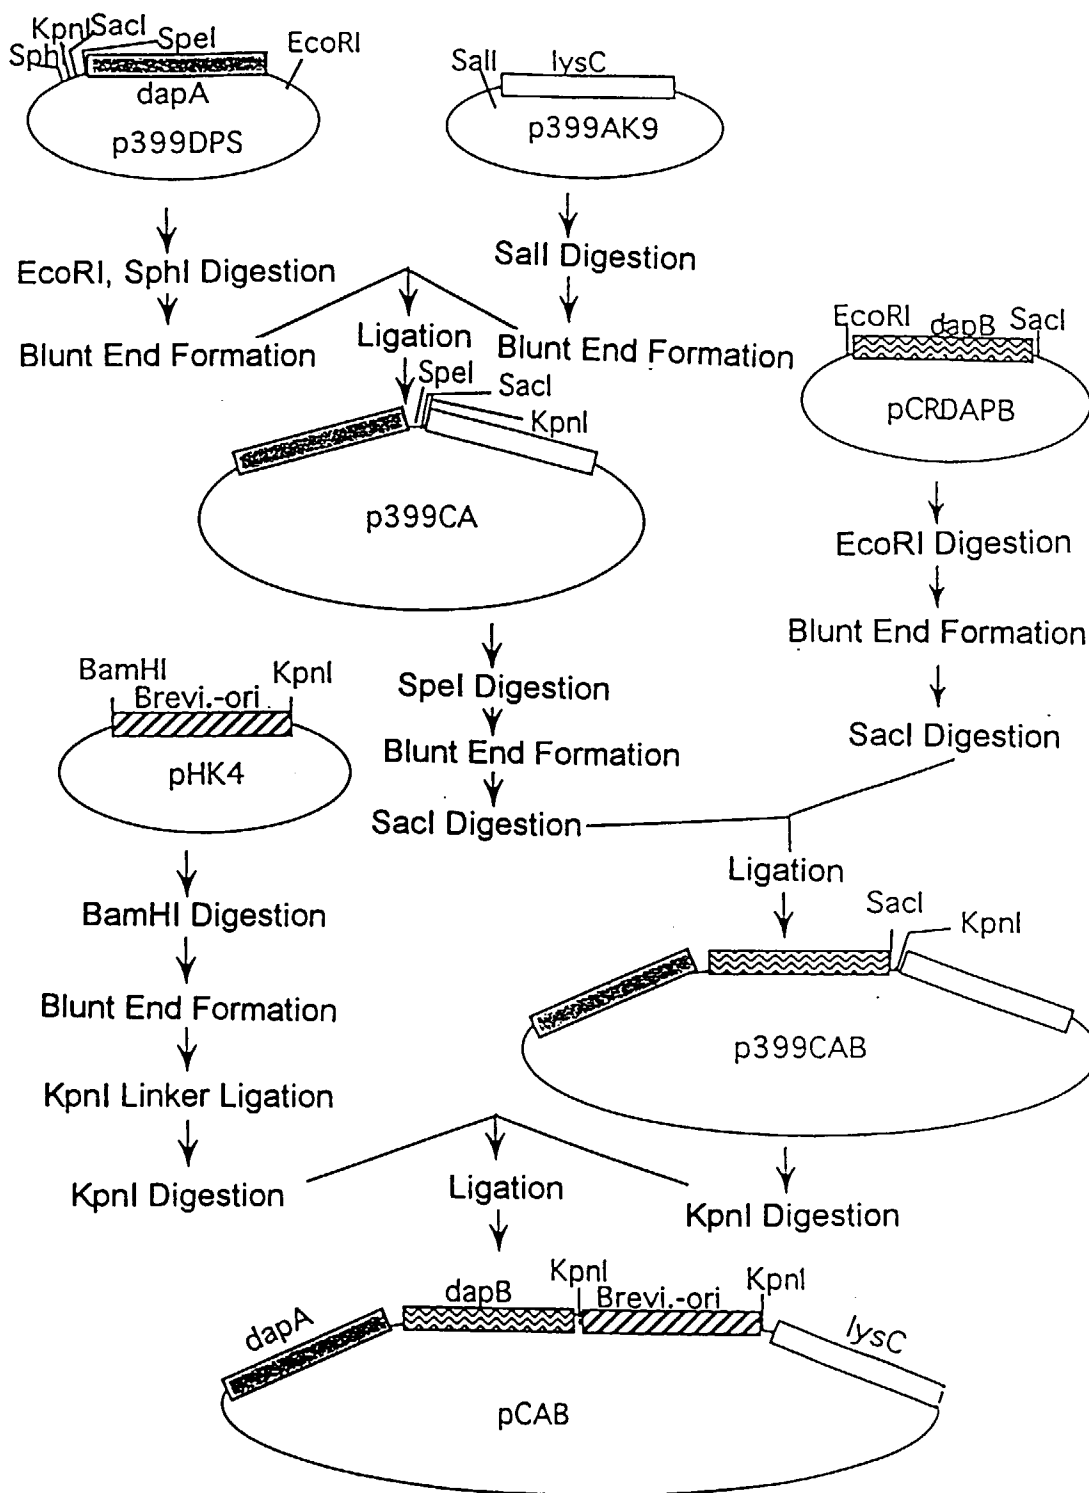 KpnI
SacI
SphI
SpeI
EcoRI
dapA
p399DPS
SalI
lysC
p399AK9
EcoRI, SphI Digestion
Blunt End Formation
SalI Digestion
Blunt End Formation
Ligation
SpeI
SacI
KpnI
p399CA
EcoRI
dapB
SacI
pCRDAPB
EcoRI Digestion
Blunt End Formation
SacI Digestion
SpeI Digestion
Blunt End Formation
SacI Digestion
BamHI
KpnI
Brevi.-ori
pHK4
BamHI Digestion
Blunt End Formation
KpnI Linker Ligation
KpnI Digestion
Ligation
SacI
KpnI
p399CAB
KpnI Digestion
Ligation
dapA
dapB
KpnI
Brevi.-ori
KpnI
lysC
pCAB